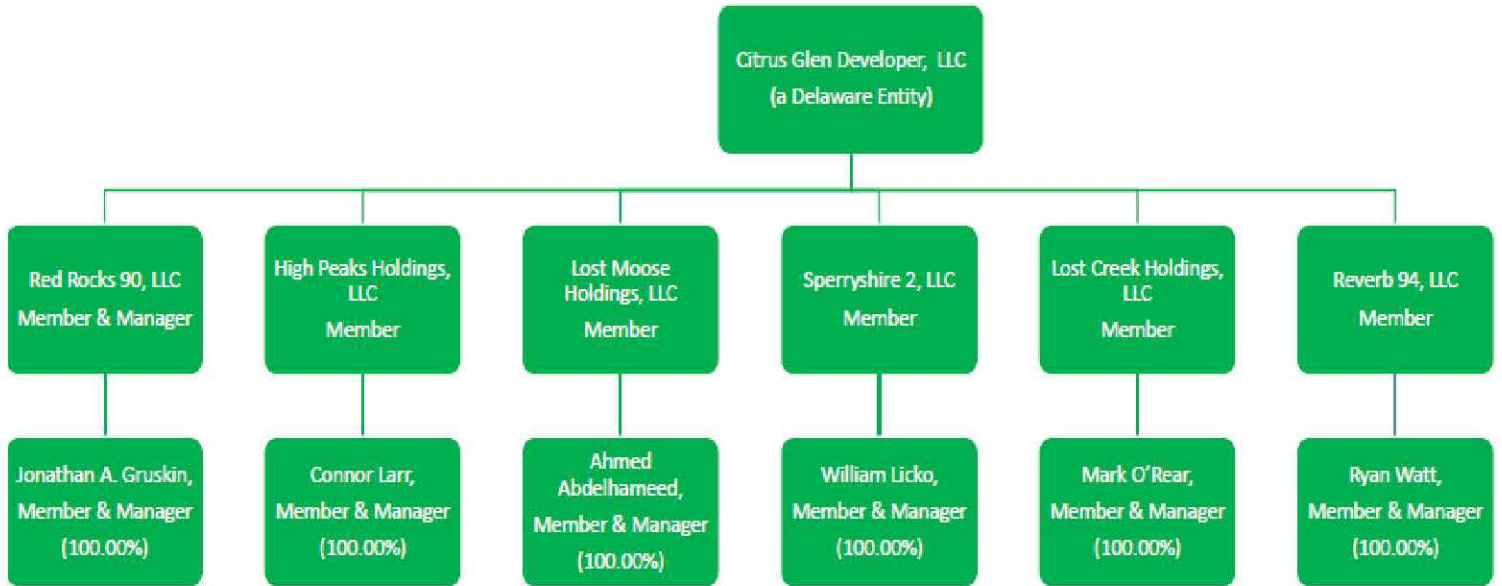 Citrus Glen Developer, LLC
(a Delaware Entity)
Red Rocks 90, LLC
Member & Manager
High Peaks Holdings,
LLC
Member
Lost Moose
Holdings, LLC
Member
Sperryshire 2, LLC
Member
Lost Creek Holdings,
LLC
Member
Reverb 94, LLC
Member
Jonathan A. Gruskin,
Member & Manager
(100.00%)
Connor Larr,
Member & Manager
(100.00%)
Ahmed
Abdelhameed,
Member & Manager
(100.00%)
William Licko,
Member & Manager
(100.00%)
Mark O’Rear,
Member & Manager
(100.00%)
Ryan Watt,
Member & Manager
(100.00%)